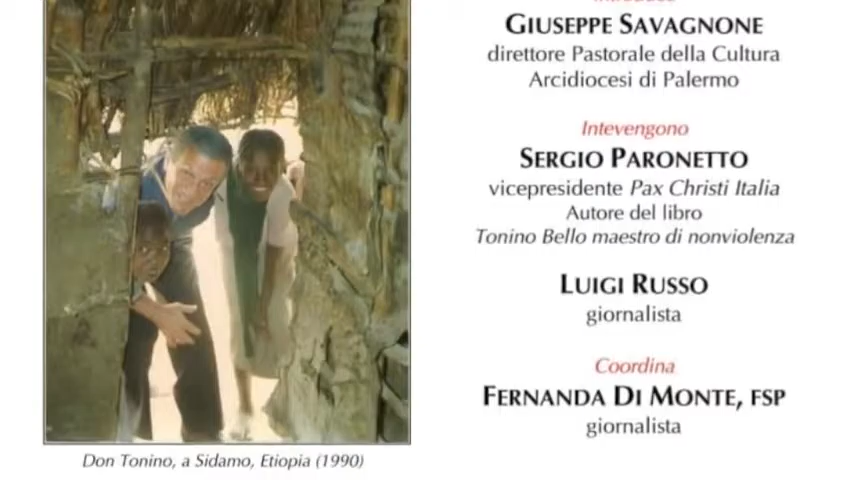 GIUSEPPE SAVAGNONE
direttore Pastorale della Cultura
Arcidiocesi di Palermo
Intevengono
SERGIO PARONETTO
vicepresidente Pax Christi Italia
Autore del libro
Tonino Bello maestro di nonviolenza
LUIGI RUSSO
giornalista
Coordina
FERNANDA DI MONTE, FSP
giornalista
Don Tonino, a Sidamo, Etiopia (1990)